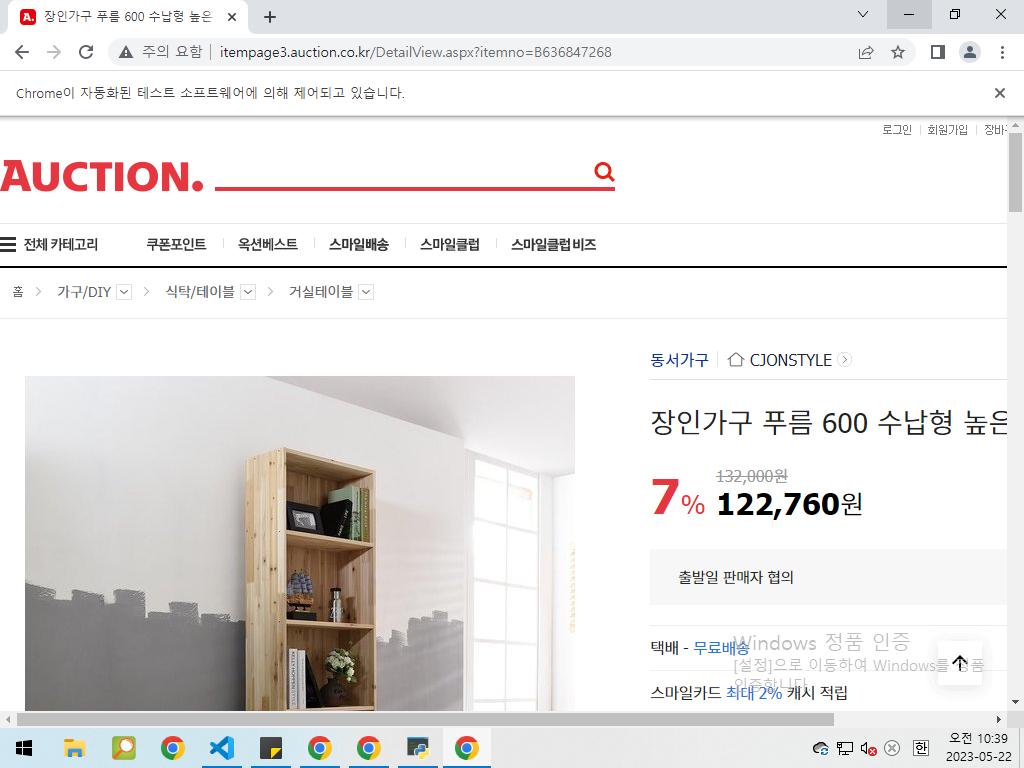 장인가구 푸름 600 수납형 높은
주의 요함
itempage3.auction.co.kr/DetailView.aspx?itemno=B636847268
Chrome이 자동화된 테스트 소프트웨어에 의해 제어되고 있습니다.
로그인 회원가입 장바
AUCTION.
전체 카테고리 쿠폰포인트 옥션베스트 스마일배송 스마일클럽 스마일클럽 비즈
홈 가구/DIY 식탁/테이블 거실테이블
동서가구 CJONSTYLE
장인가구 푸름 600 수납형 높은
132,000원
7% 122,760원
출발일 판매자 협의
택배 - 무료배송
Windows 정품 인증
[설정]으로 이동하여 Windows를 정품
인증합니다.
스마일카드 최대 2% 캐시 적립
한
오전 10:39
2023-05-22